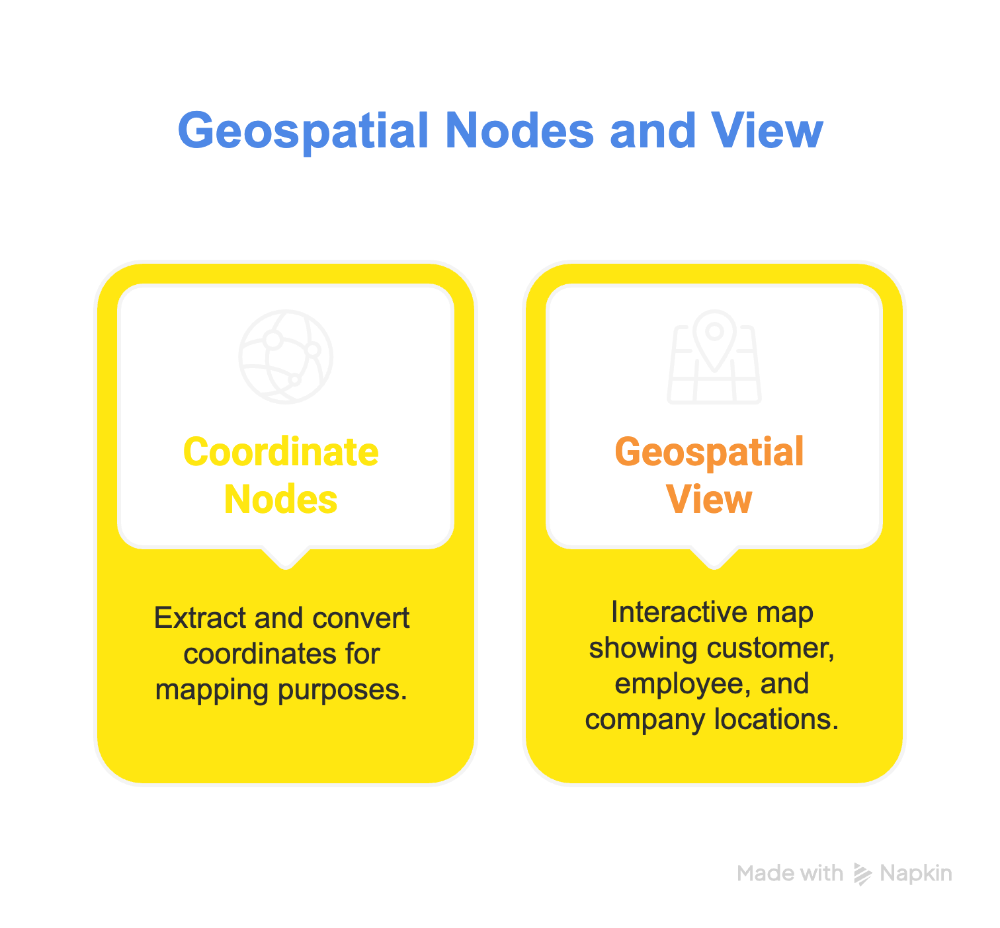 Geospatial Nodes and View
Coordinate
Nodes
Extract and convert
coordinates for
mapping purposes.
Geospatial
View
Interactive map
showing customer,
employee, and
company locations.
Made with Napkin